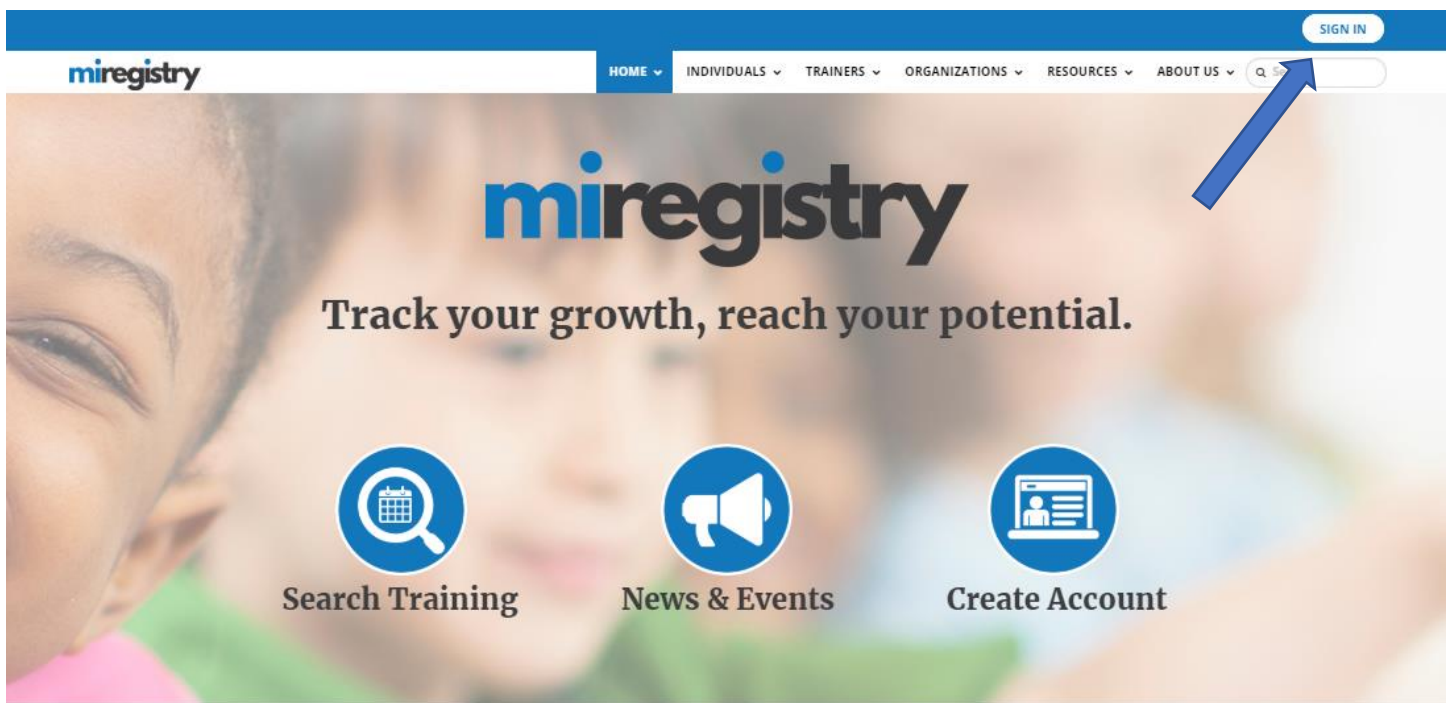 SIGN IN
miregistry
HOME INDIVIDUALS TRAINERS ORGANIZATIONS RESOURCES ABOUT US
miregistry
Track your growth, reach your potential.
Search Training News & Events Create Account